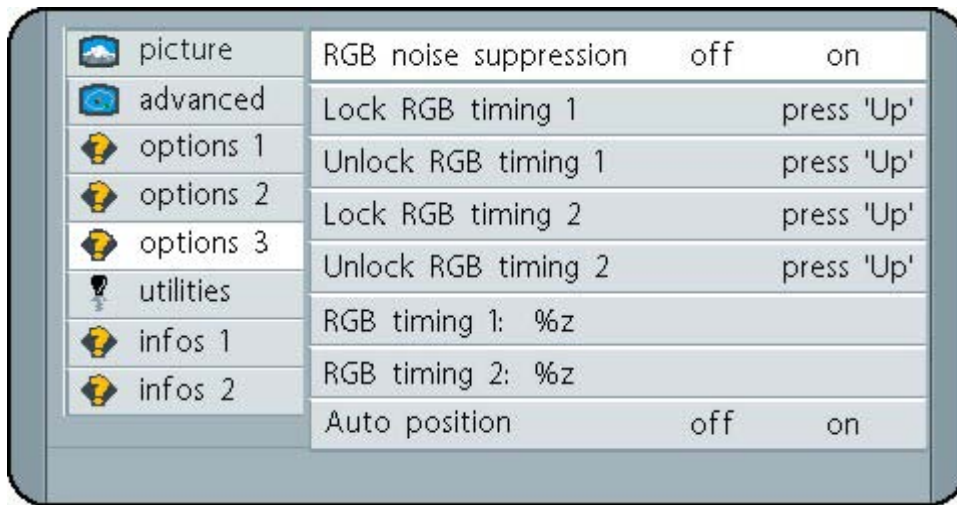 picture
advanced
options 1
options 2
options 3
utilities
infos 1
infos 2
RGB noise suppression off on
Lock RGB timing 1 press 'Up'
Unlock RGB timing 1 press 'Up'
Lock RGB timing 2 press 'Up'
Unlock RGB timing 2 press 'Up'
RGB timing 1: %z
RGB timing 2: %z
Auto position off on